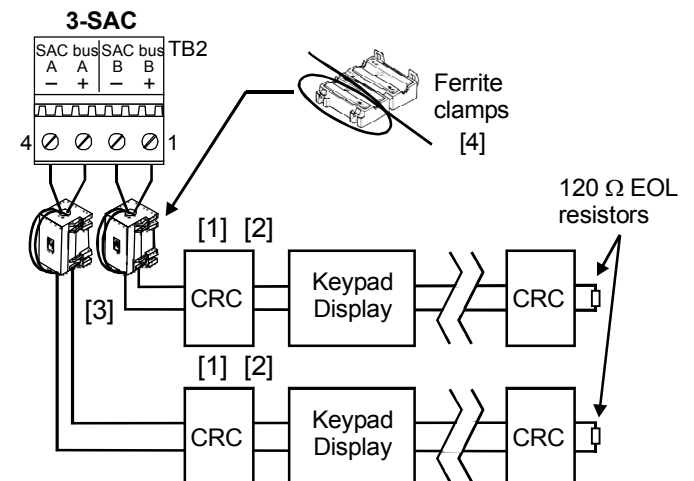 3-SAC
SAC bus SAC bus TB2
A A B B
– + – +
4 1
Ferrite
clamps
[4]
120 Ω EOL
resistors
[1] [2]
CRC
Keypad
Display
CRC
[3]
[1] [2]
CRC
Keypad
Display
CRC